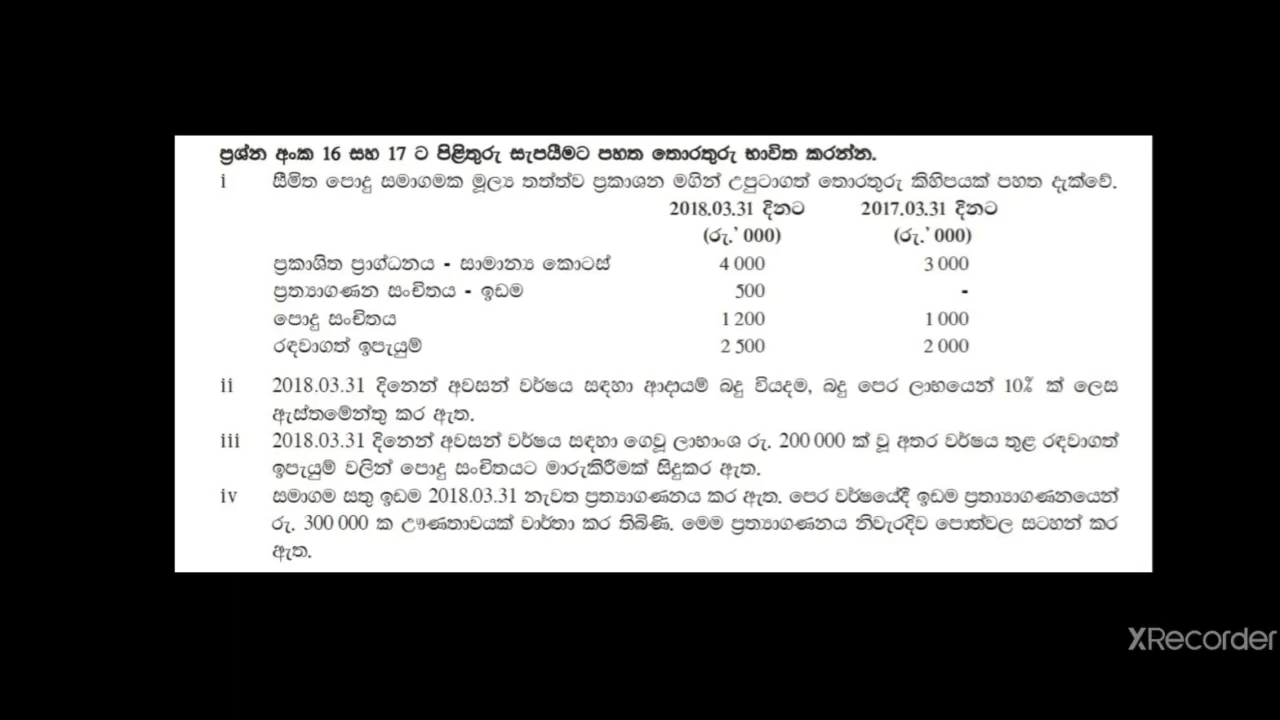 ප්‍රශ්න අංක 16 සහ 17 ට පිළිතුරු සැපයීමට පහත තොරතුරු භාවිත කරන්න.
i සීමිත පොදු සමාගමක මූල්‍ය තත්ත්ව ප්‍රකාශන මගින් උපුටාගත් තොරතුරු කිහිපයක් පහත දැක්වේ.
2018.03.31 දිනට 2017.03.31 දිනට
(රු.' 000) (රු.' 000)
ප්‍රකාශිත ප්‍රාග්ධනය - සාමාන්‍ය කොටස් 4 000 3 000
ප්‍රත්‍යාගණන සංචිතය - ඉඩම 500 -
පොදු සංචිතය 1 200 1 000
රඳවාගත් ඉපැයුම් 2 500 2 000
ii 2018.03.31 දිනෙන් අවසන් වර්ෂය සඳහා ආදායම් බදු වියදම, බදු පෙර ලාභයෙන් 10% ක් ලෙස
ඇස්තමේන්තු කර ඇත.
iii 2018.03.31 දිනෙන් අවසන් වර්ෂය සඳහා ගෙවූ ලාභාංශ රු. 200 000 ක් වූ අතර වර්ෂය තුළ රඳවාගත්
ඉපැයුම් වලින් පොදු සංචිතයට මාරුකිරීමක් සිදුකර ඇත.
iv සමාගම සතු ඉඩම 2018.03.31 නැවත ප්‍රත්‍යාගණනය කර ඇත. පෙර වර්ෂයේදී ඉඩම ප්‍රත්‍යාගණනයෙන්
රු. 300 000 ක ඌණතාවයක් වාර්තා කර තිබිණි. මෙම ප්‍රත්‍යාගණනය නිවැරදිව පොත්වල සටහන් කර
ඇත.
XRecorder